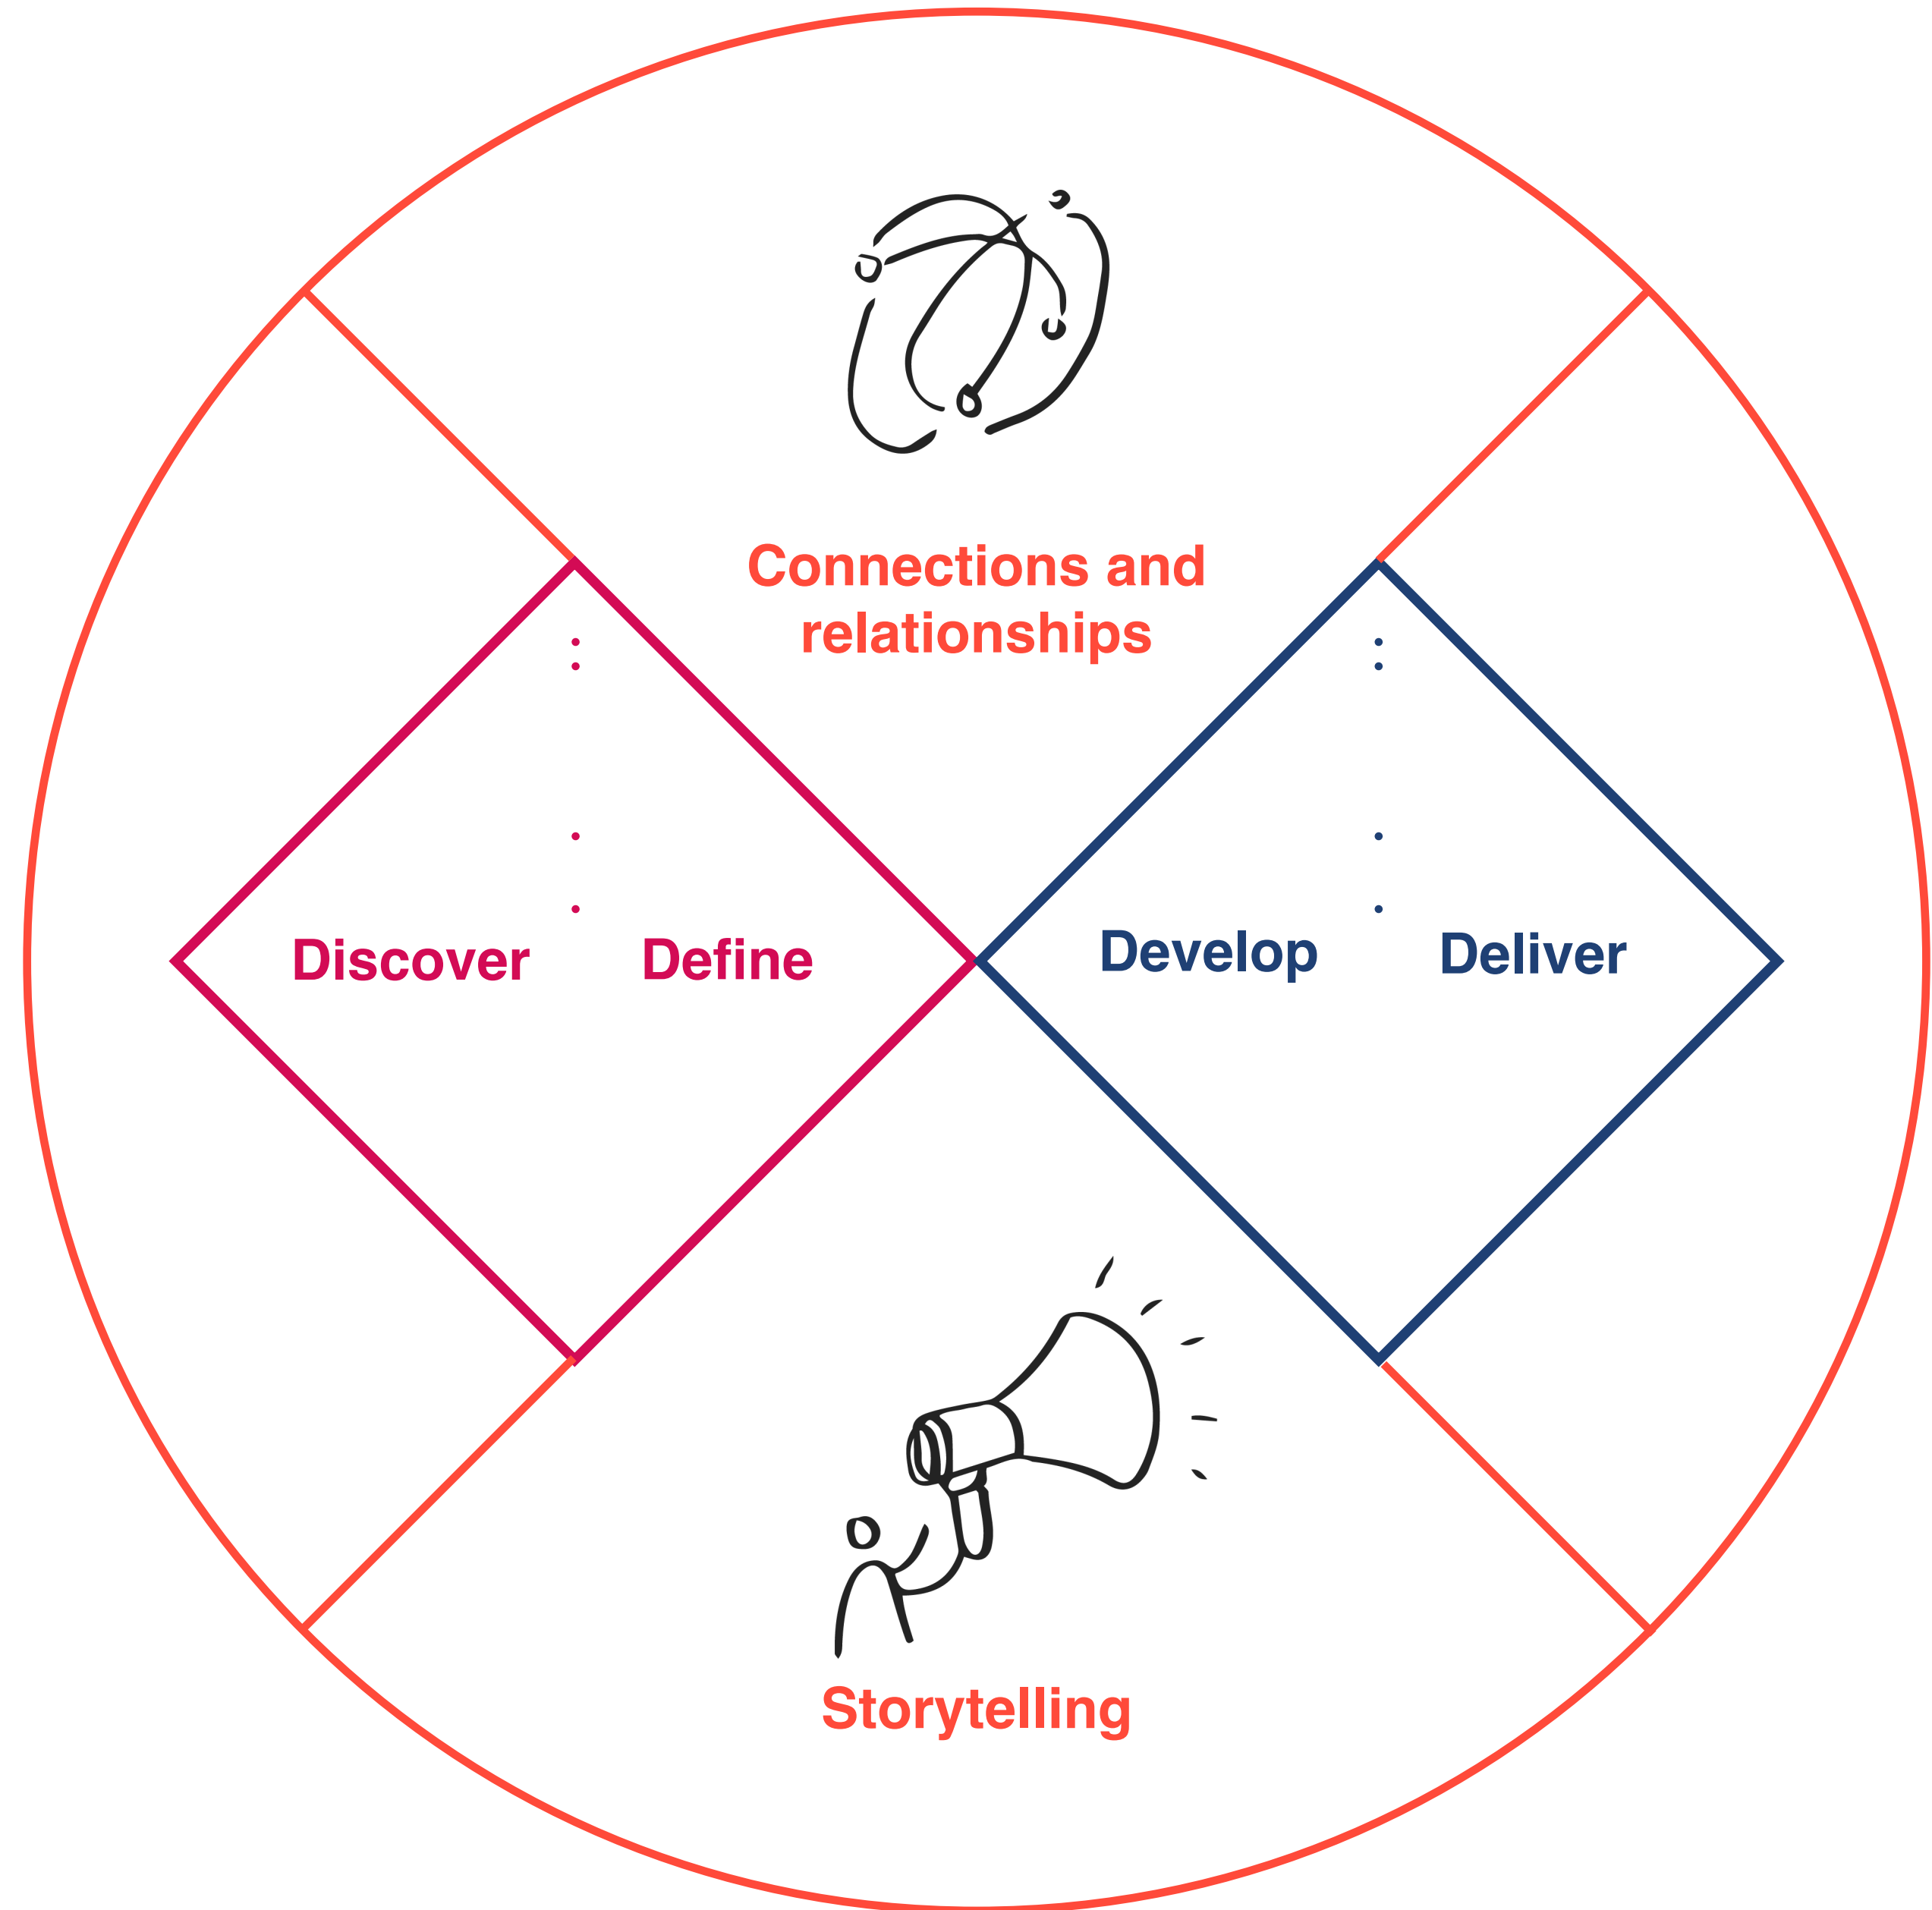 Connections and
relationships
Discover
Define
Develop
Deliver
Storytelling